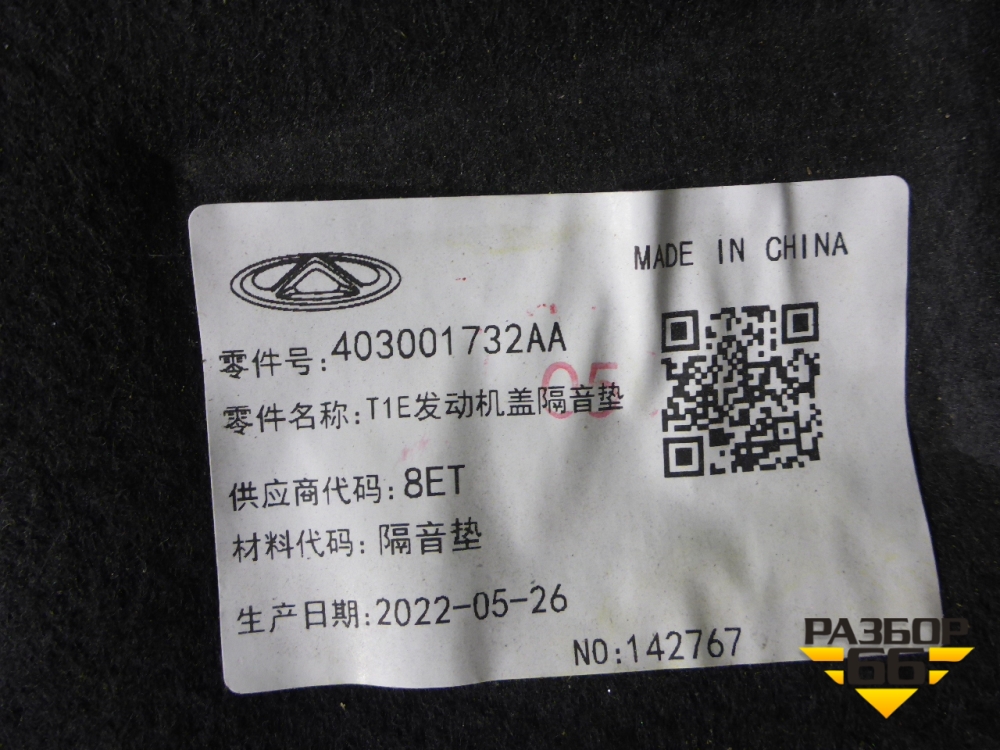 MADE IN CHINA
零件号:403001732AA
05
零件名称:T1E发动机盖隔音垫
供应商代码:8ET
材料代码:隔音垫
生产日期:2022-05-26
NO:142767
РАЗБОР
66